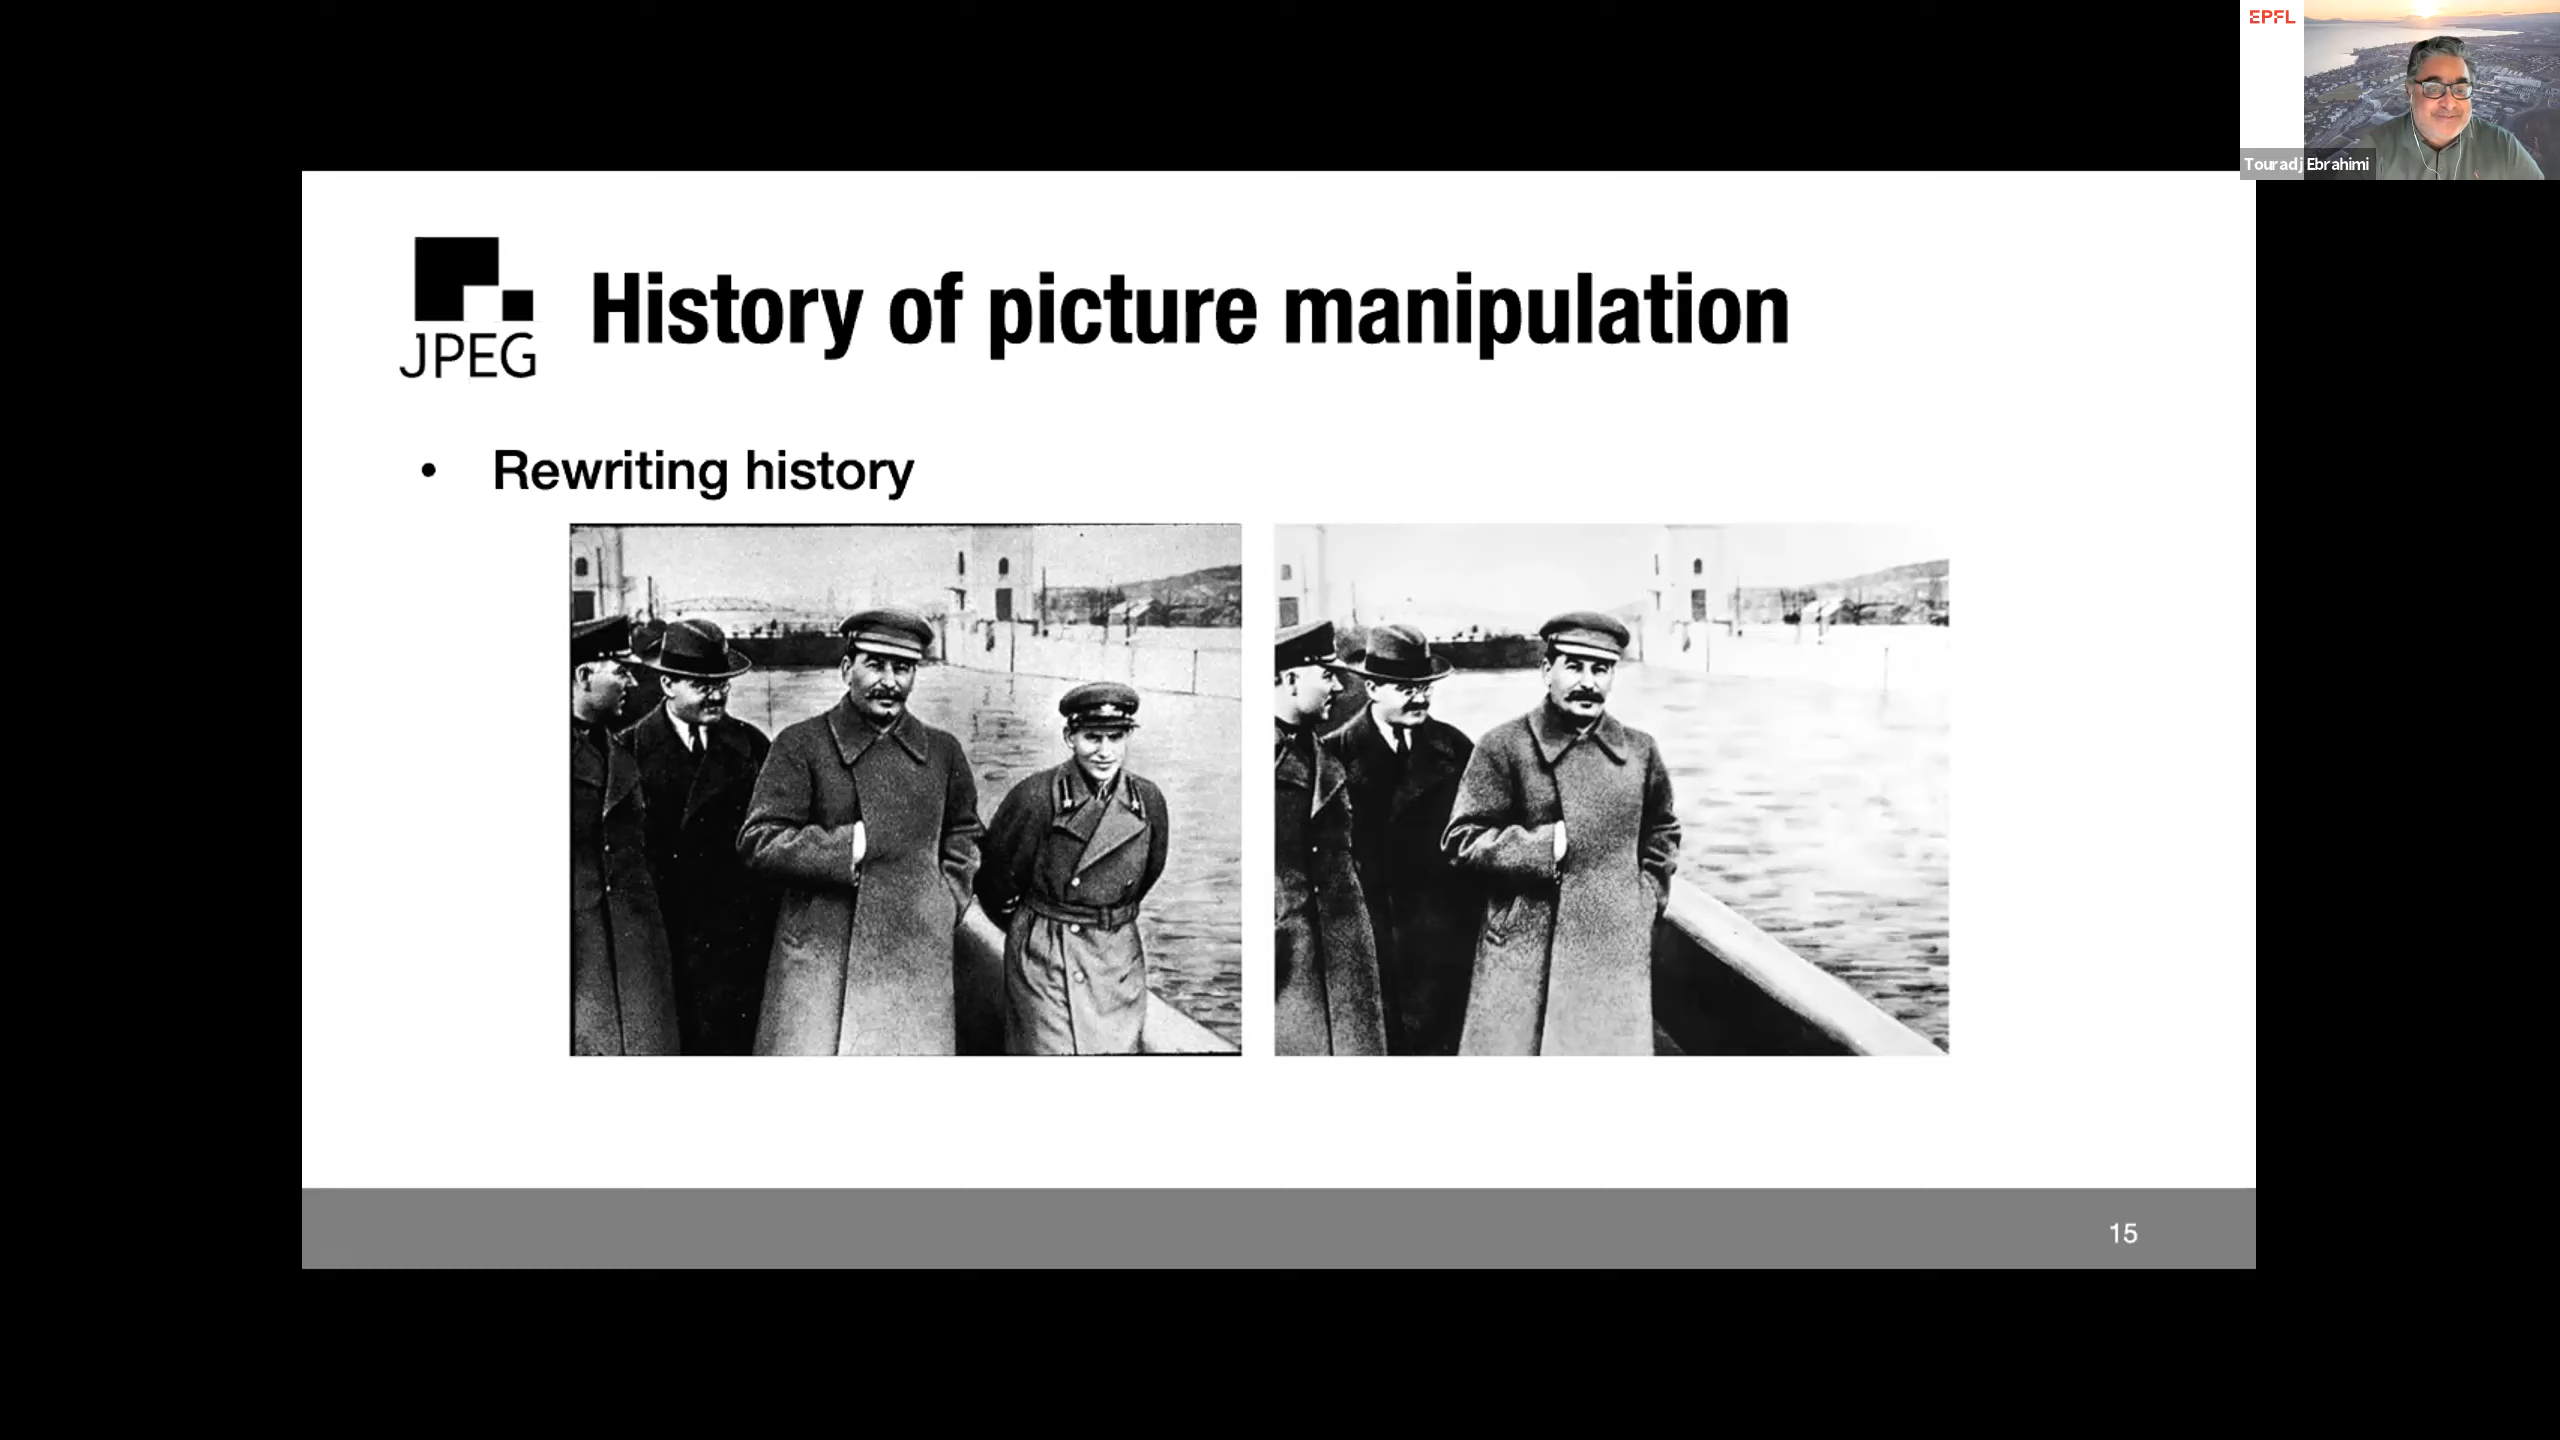 EPFL
Touradj Ebrahimi
JPEG
History of picture manipulation
• Rewriting history
15